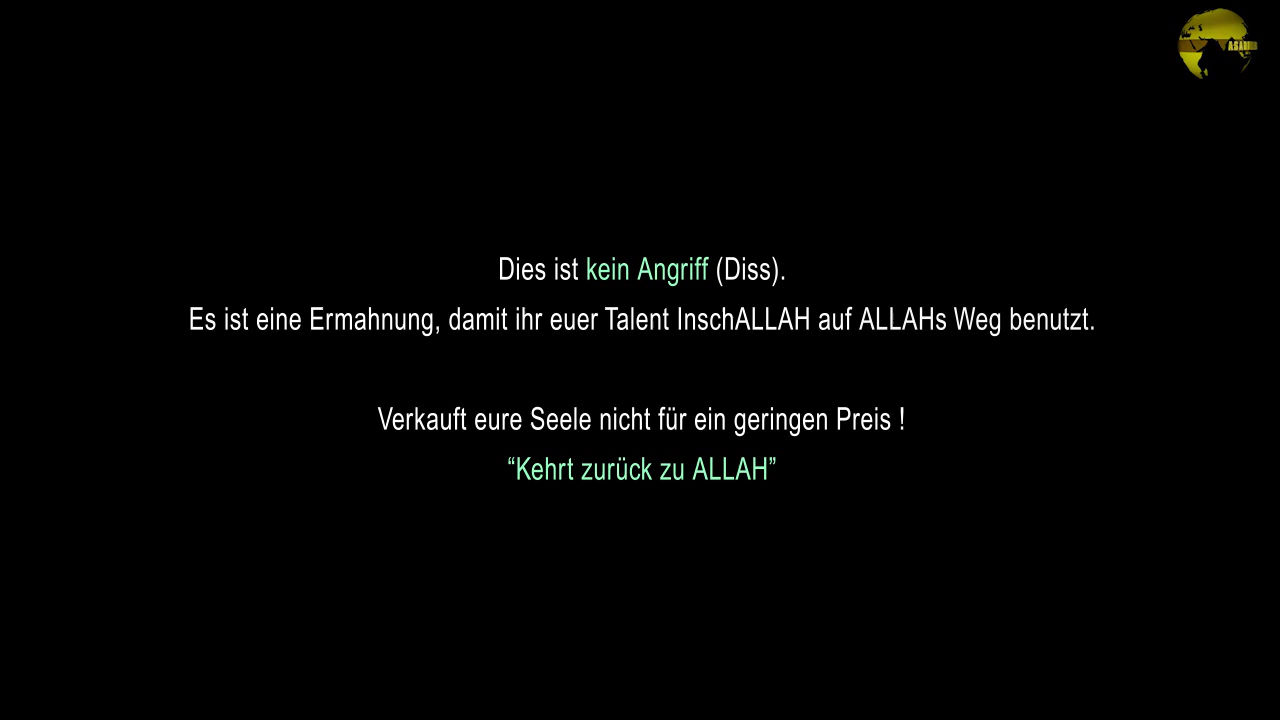 Dies ist kein Angriff (Diss).
Es ist eine Ermahnung, damit ihr euer Talent InschALLAH auf ALLAHs Weg benutzt.
Verkauft eure Seele nicht für ein geringen Preis !
“Kehrt zurück zu ALLAH”